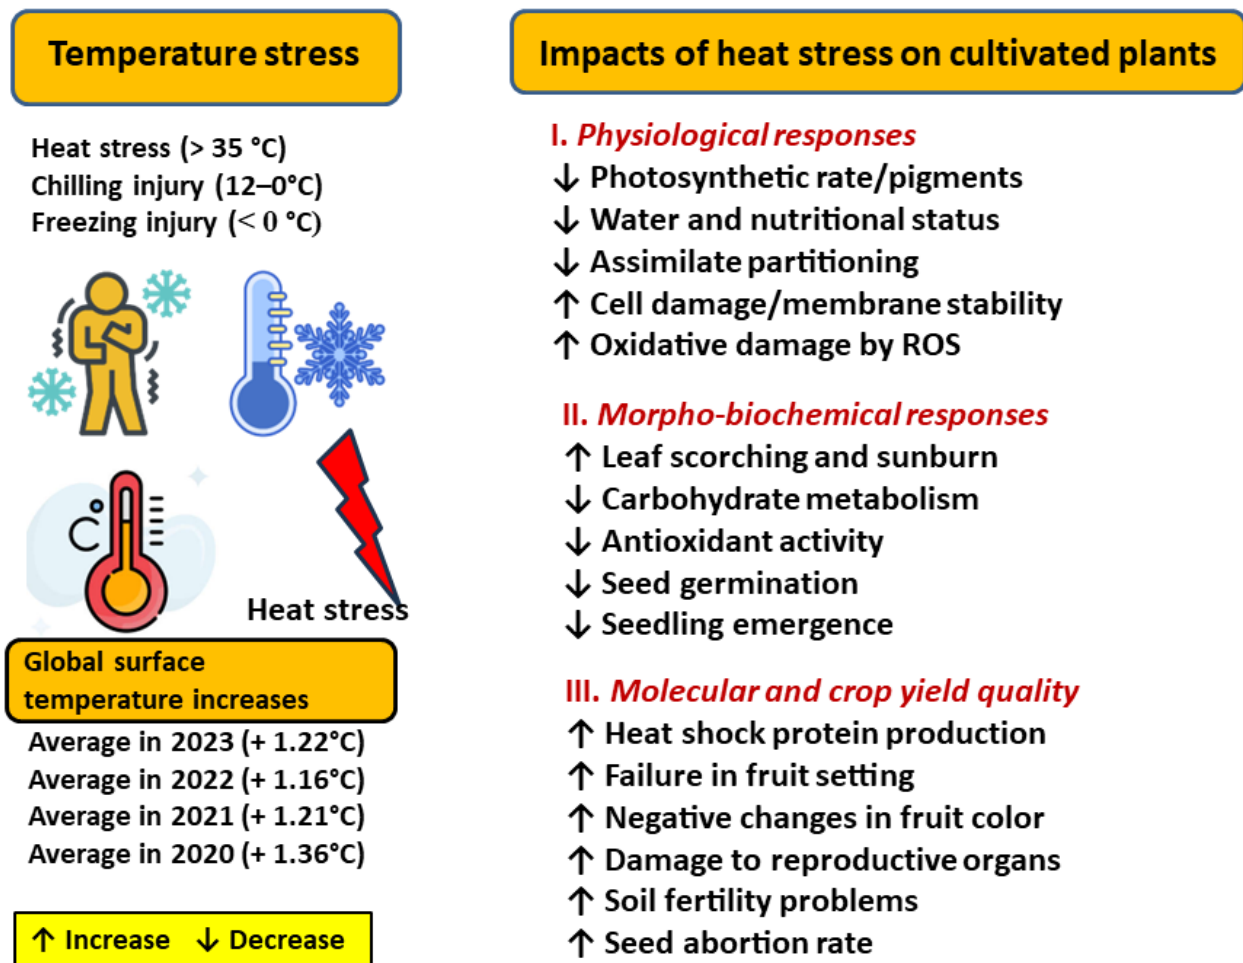 Temperature stress
Heat stress (> 35 °C)
Chilling injury (12–0°C)
Freezing injury (< 0 °C)
°C
Heat stress
Global surface
temperature increases
Average in 2023 (+ 1.22°C)
Average in 2022 (+ 1.16°C)
Average in 2021 (+ 1.21°C)
Average in 2020 (+ 1.36°C)
↑ Increase ↓ Decrease
Impacts of heat stress on cultivated plants
I. Physiological responses
↓ Photosynthetic rate/pigments
↓ Water and nutritional status
↓ Assimilate partitioning
↑ Cell damage/membrane stability
↑ Oxidative damage by ROS
II. Morpho-biochemical responses
↑ Leaf scorching and sunburn
↓ Carbohydrate metabolism
↓ Antioxidant activity
↓ Seed germination
↓ Seedling emergence
III. Molecular and crop yield quality
↑ Heat shock protein production
↑ Failure in fruit setting
↑ Negative changes in fruit color
↑ Damage to reproductive organs
↑ Soil fertility problems
↑ Seed abortion rate